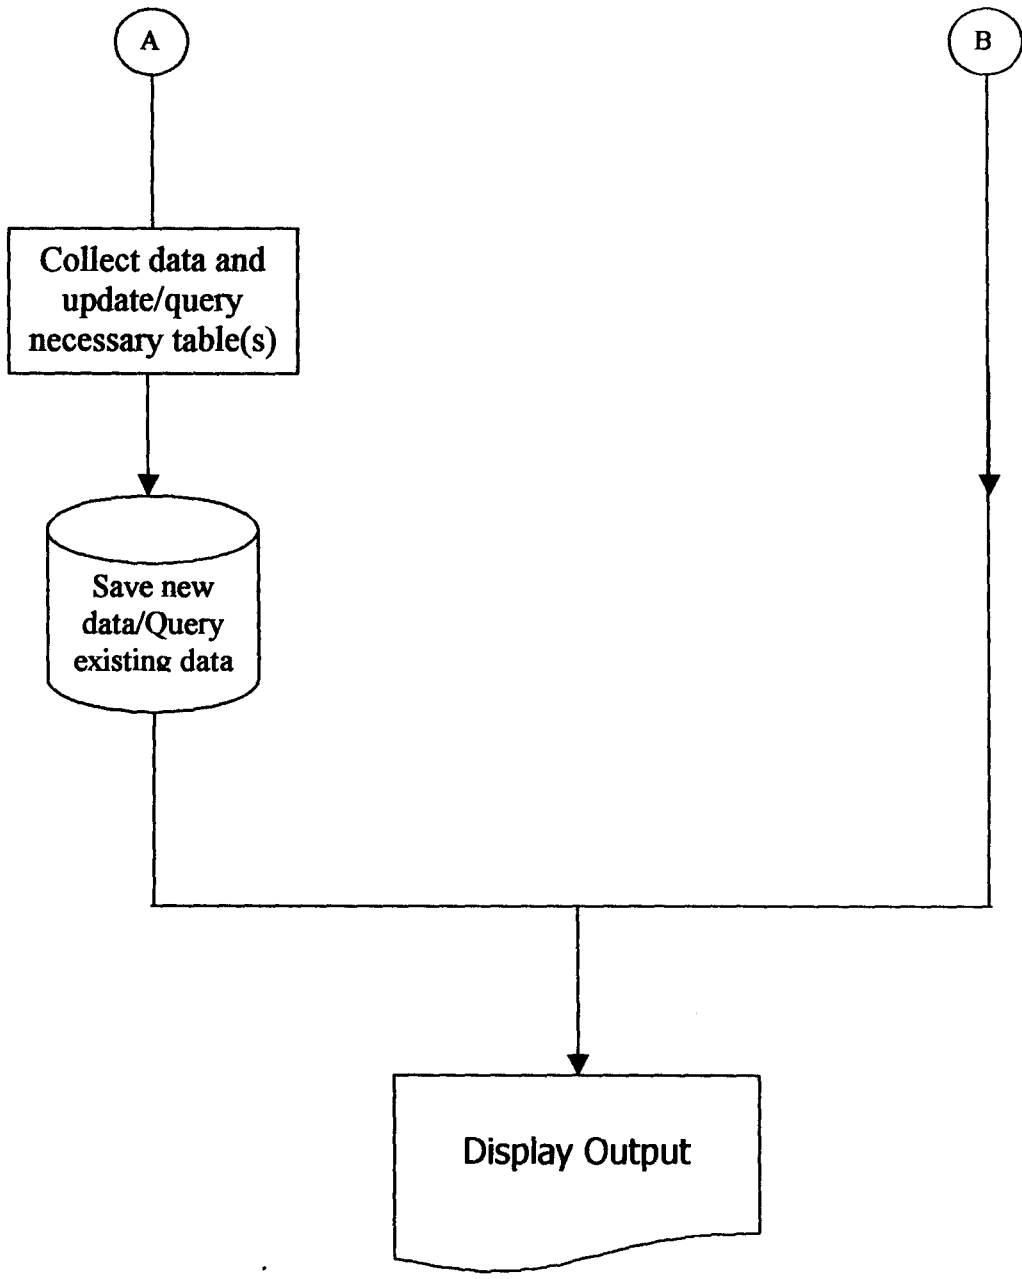 A
B
Collect data and
update/query
necessary table(s)
Save new
data/Query
existing data
Display Output